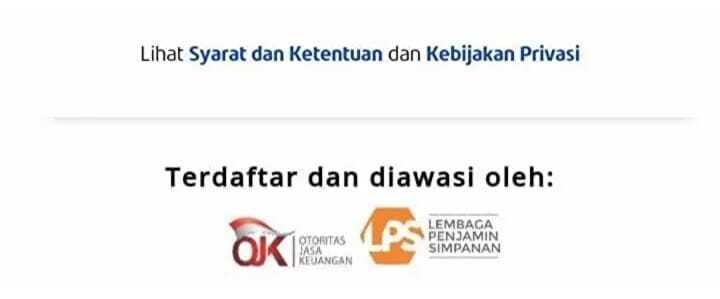 Lihat Syarat dan Ketentuan dan Kebijakan Privasi
Terdaftar dan diawasi oleh:
OJK
OTORITAS
JASA
KEUANGAN
LPS
LEMBAGA
PENJAMIN
SIMPANAN